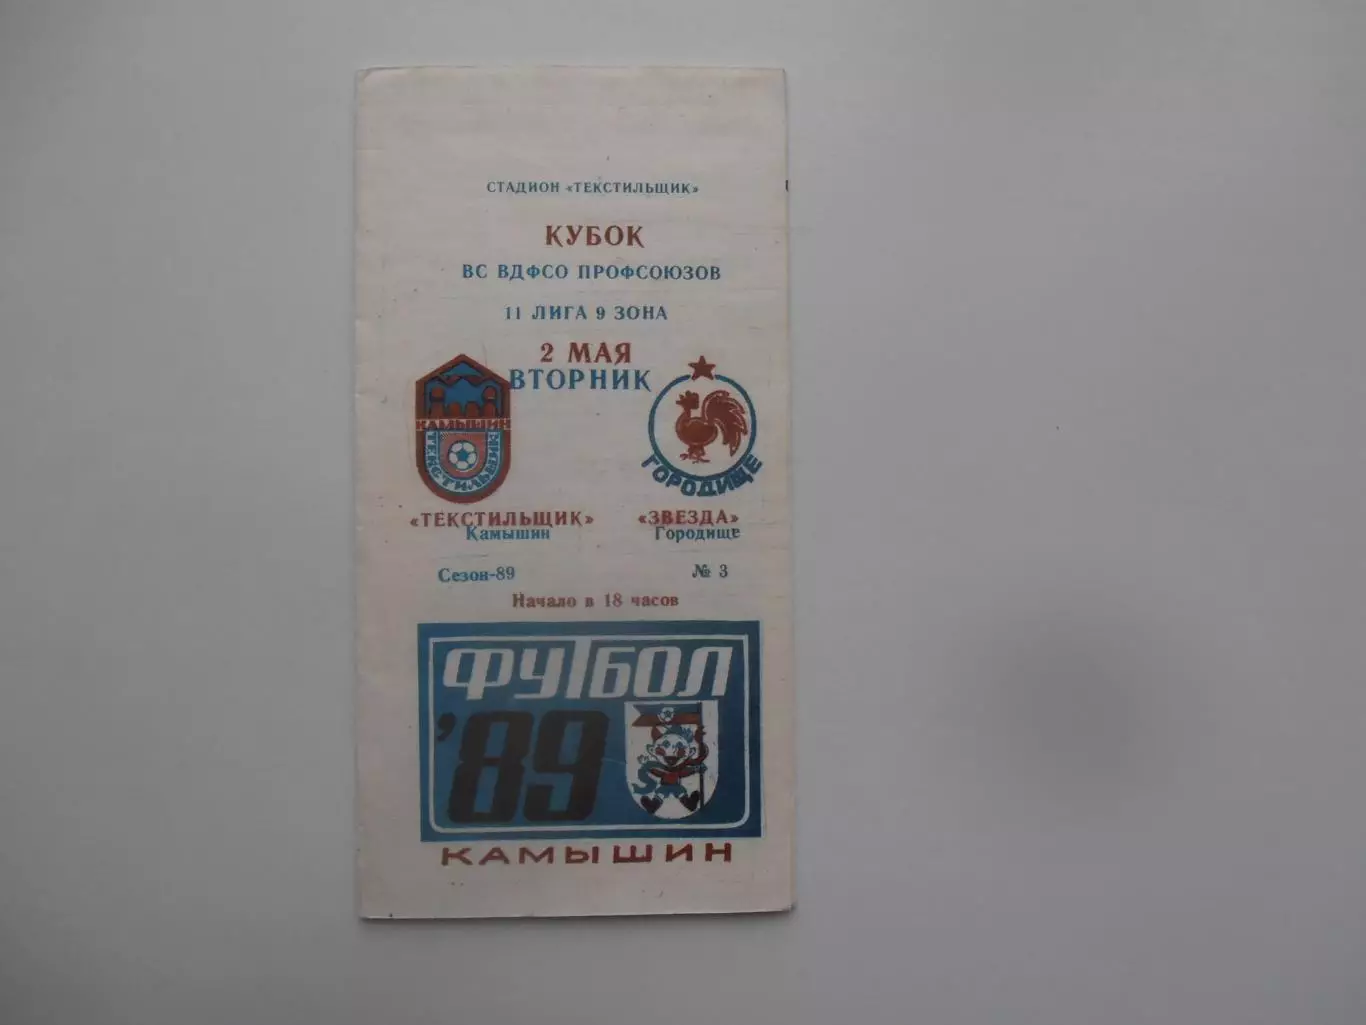 СТАДИОН «ТЕКСТИЛЬЩИК»
КУБОК
ВС ВДФСО ПРОФСОЮЗОВ
11 ЛИГА 9 ЗОНА
2 МАЯ
ВТОРНИК
КАМЫШИН
ТЕКСТИЛЬЩИК
ГОРОДИЩЕ
«ТЕКСТИЛЬЩИК» «ЗВЕЗДА»
Камышин Городище
Сезон-89 № 3
Начало в 18 часов
ФУТБОЛ
'89
КАМЫШИН